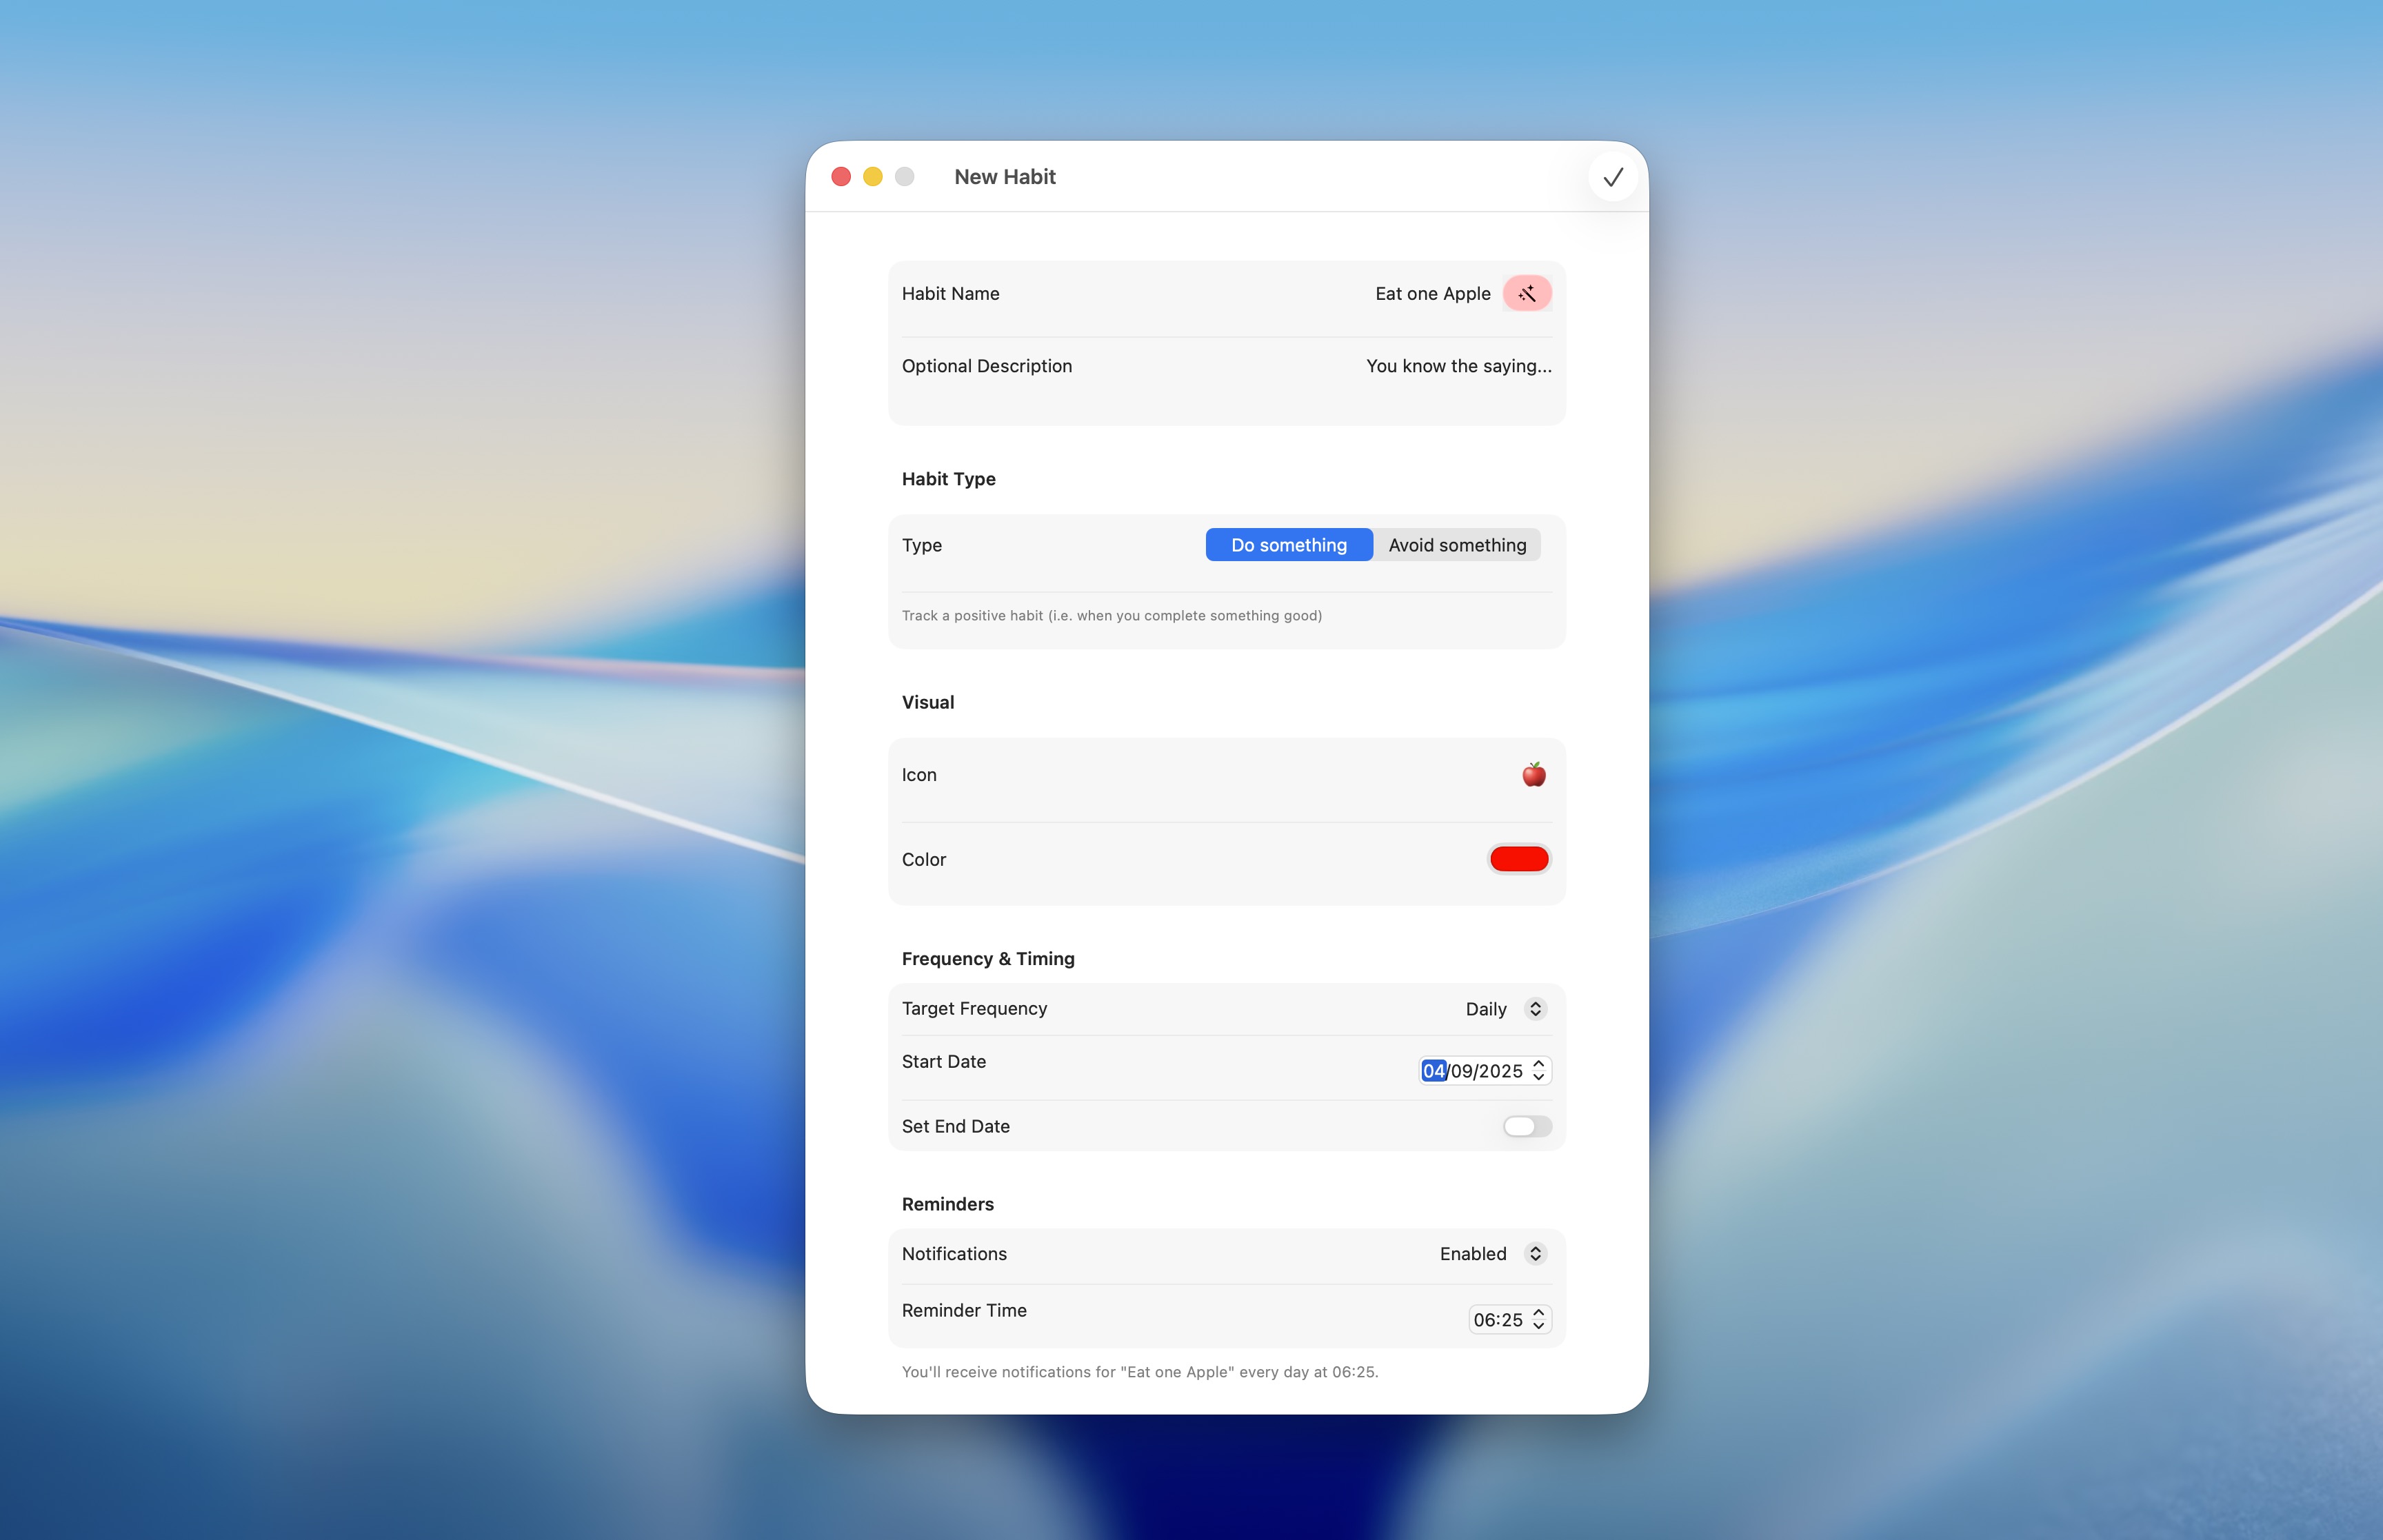 New Habit
Habit Name Eat one Apple
Optional Description You know the saying...
Habit Type
Type Do something Avoid something
Track a positive habit (i.e. when you complete something good)
Visual
Icon
Color
Frequency & Timing
Target Frequency Daily
Start Date 04/09/2025
Set End Date
Reminders
Notifications Enabled
Reminder Time 06:25
You'll receive notifications for "Eat one Apple" every day at 06:25.